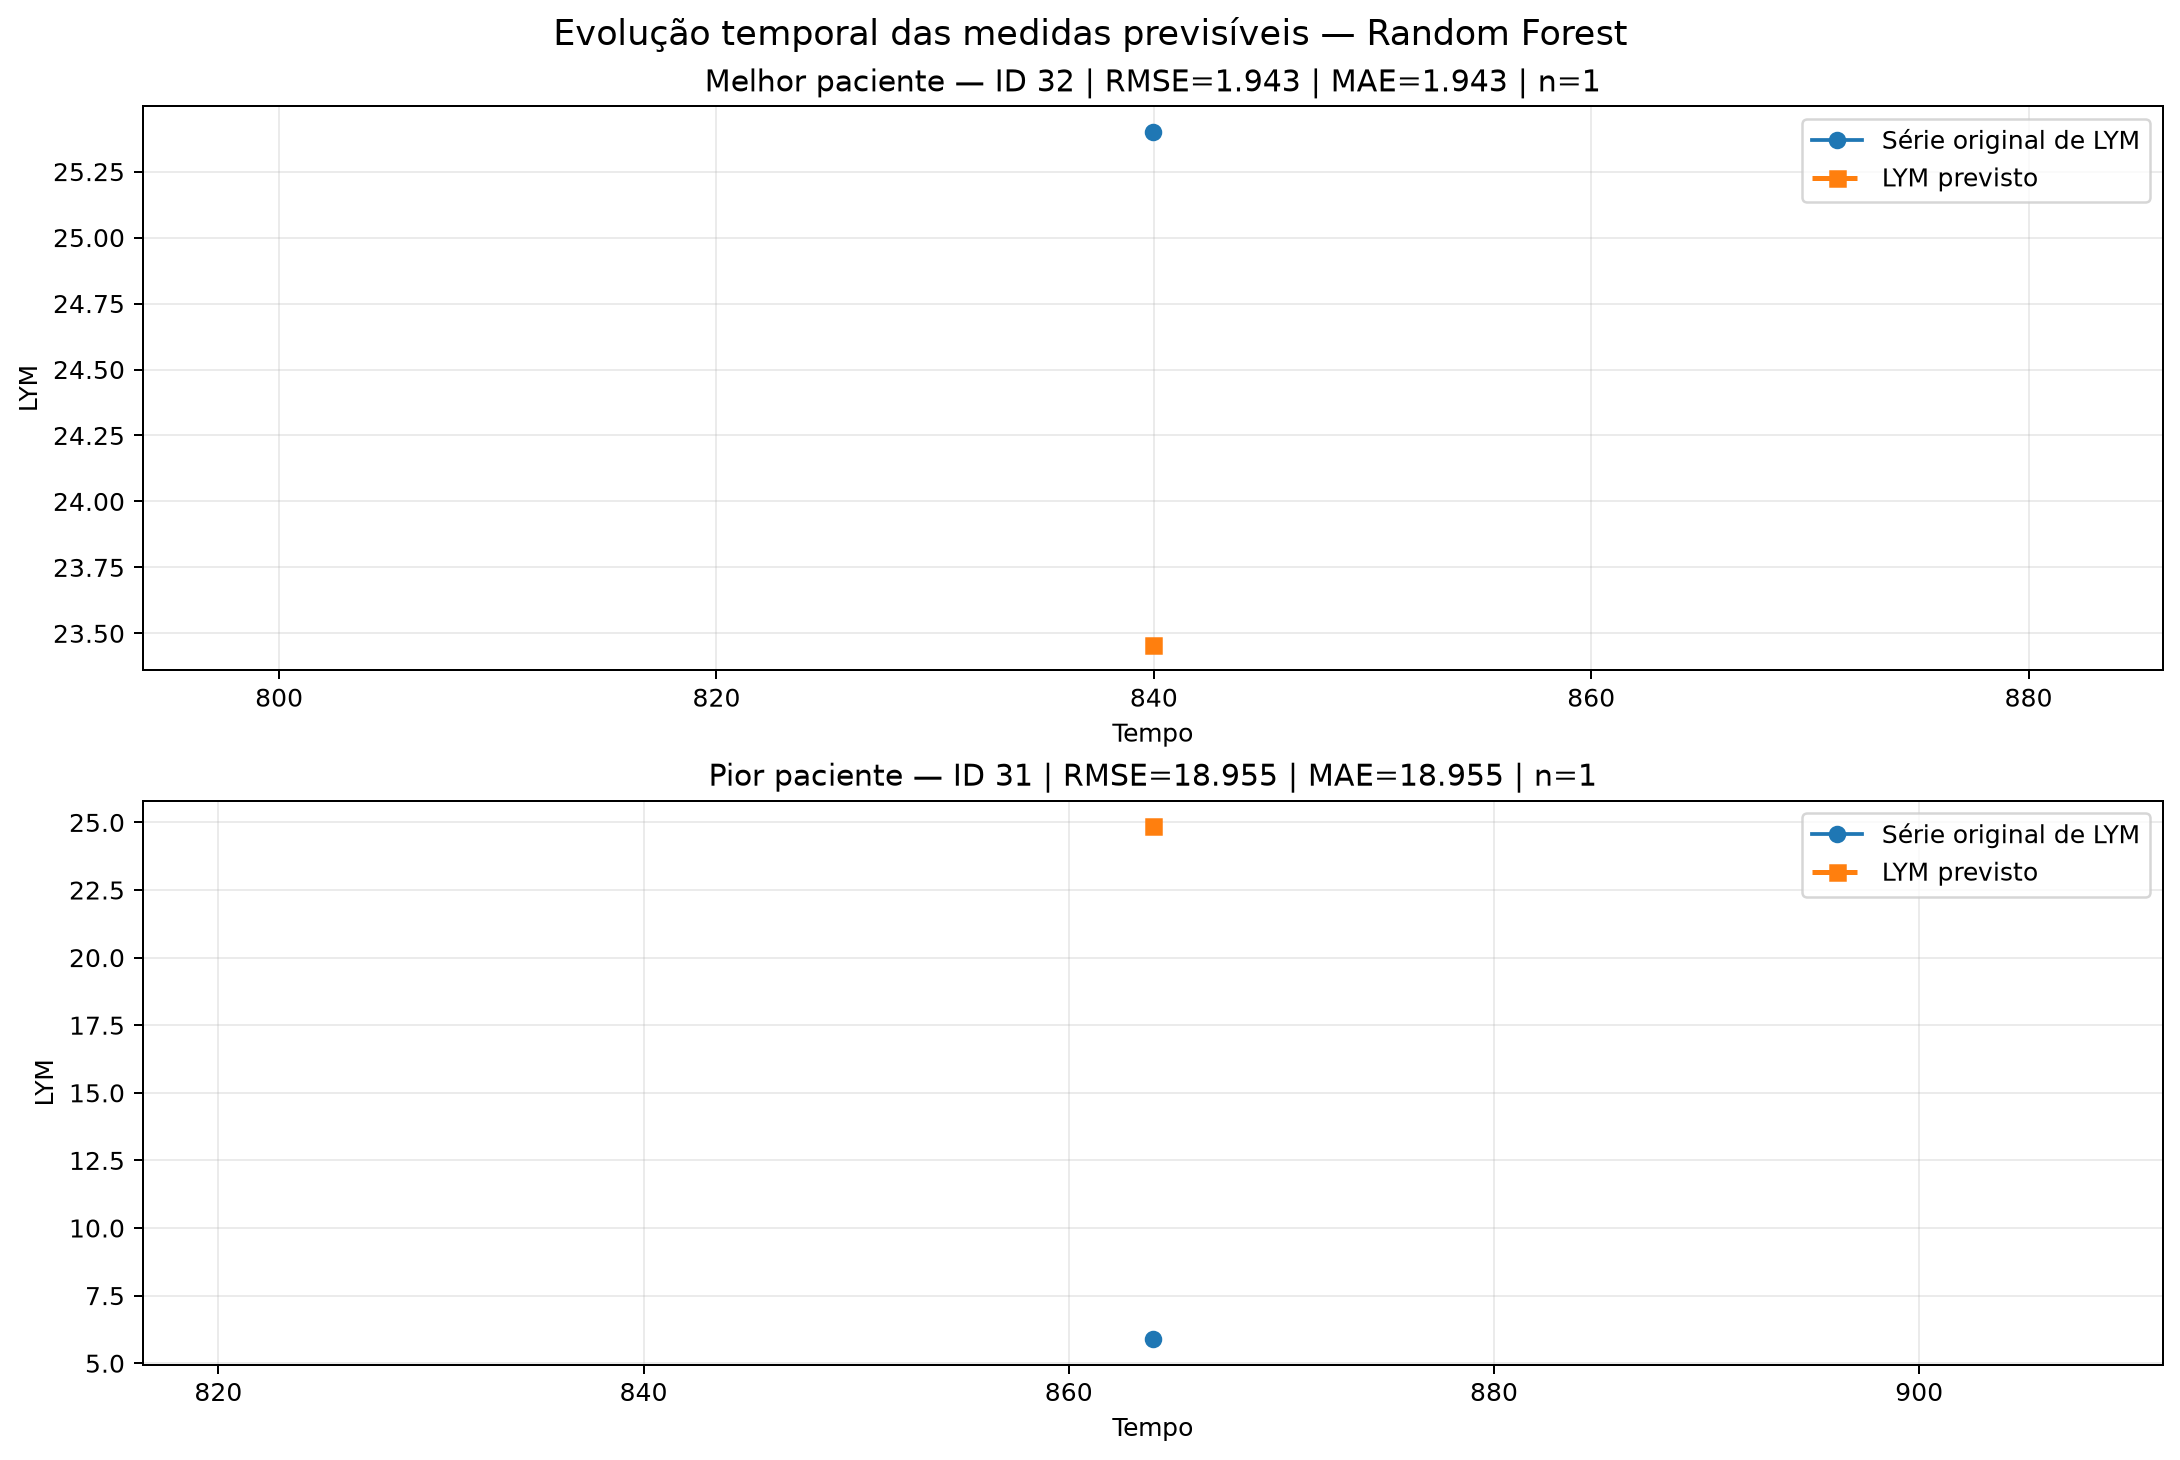 Evolução temporal das medidas previsíveis — Random Forest
Melhor paciente — ID 32 | RMSE=1.943 | MAE=1.943 | n=1
Série original de LYM
LYM previsto
25.25
25.00
24.75
24.50
24.25
24.00
23.75
23.50
LYM
800 820 840 860 880
Tempo
Pior paciente — ID 31 | RMSE=18.955 | MAE=18.955 | n=1
Série original de LYM
LYM previsto
25.0
22.5
20.0
17.5
15.0
12.5
10.0
7.5
5.0
LYM
820 840 860 880 900
Tempo